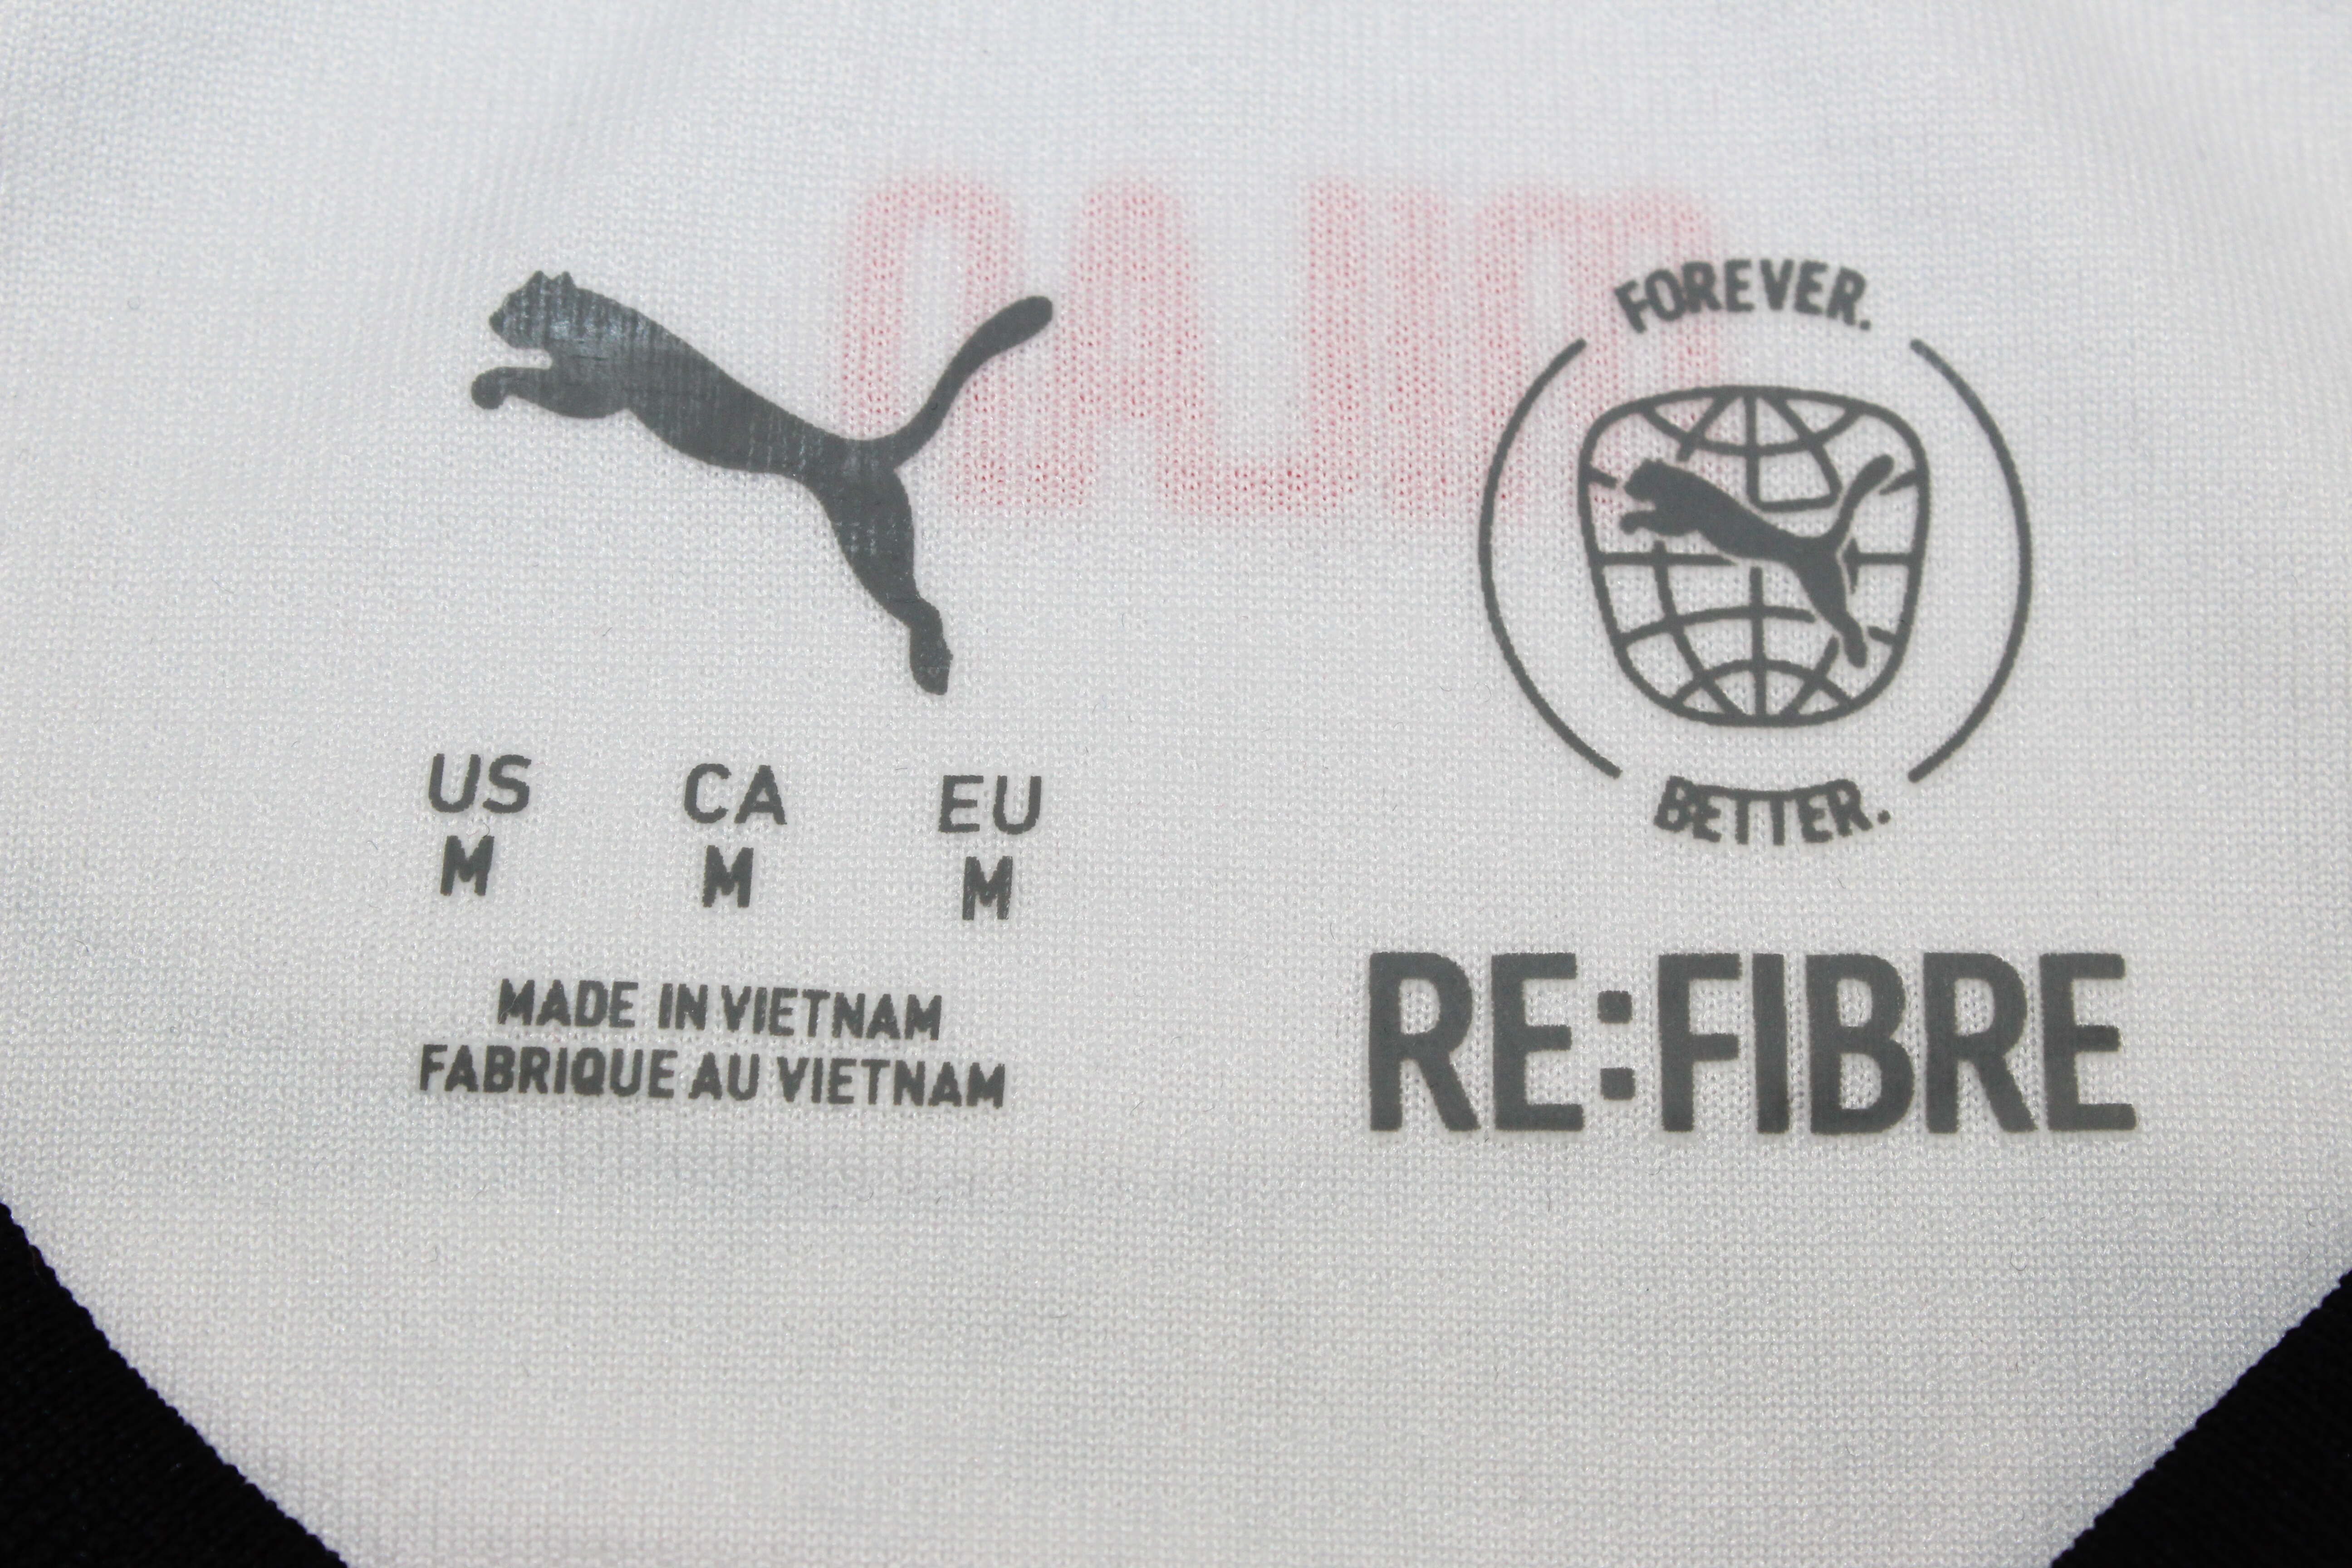 FOREVER.
BETTER.
US CA EU
M M M
MADE IN VIETNAM
FABRIQUE AU VIETNAM
RE:FIBRE